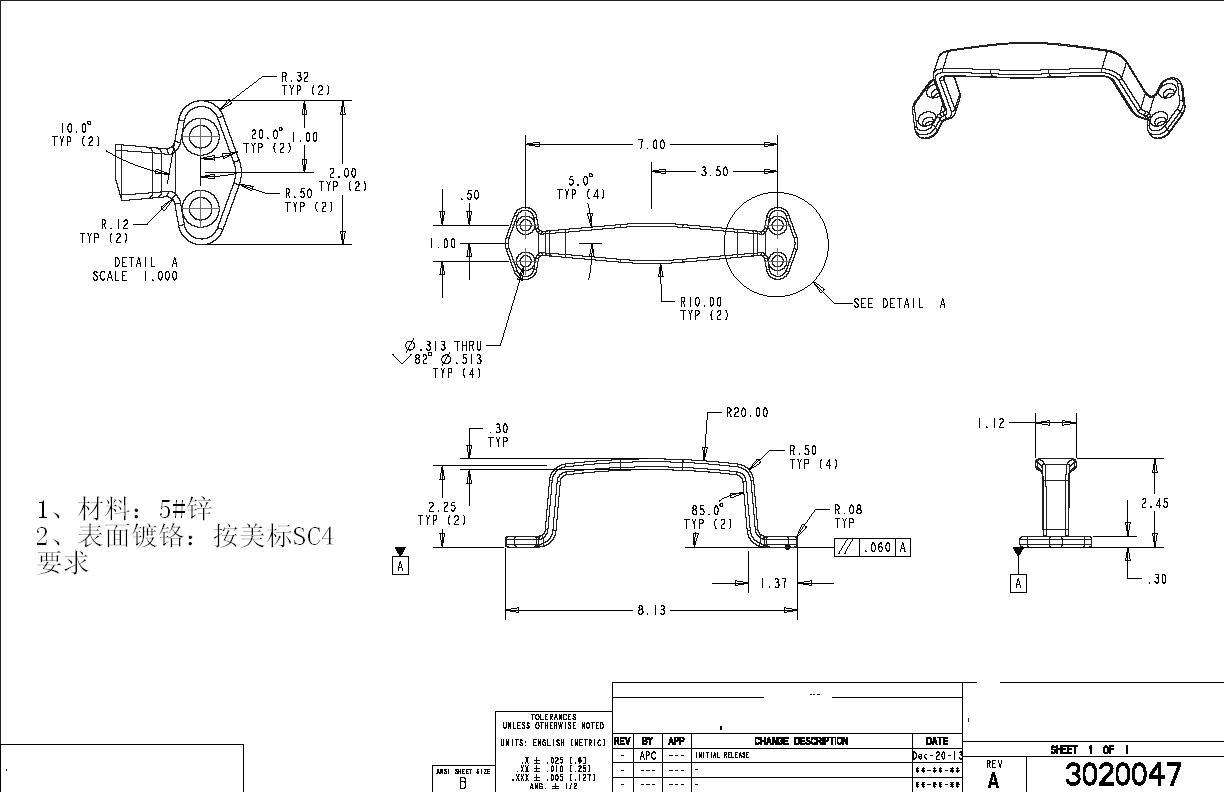 R.32
TYP (2)
10.0°
TYP (2)
20.0°
TYP (2)
1.00
2.00
TYP (2)
R.50
TYP (2)
R.12
TYP (2)
DETAIL A
SCALE 1.000
7.00
3.50
5.0°
TYP (4)
.50
1.00
R10.00
TYP (2)
SEE DETAIL A
Ø.313 THRU
82° Ø.513
TYP (4)
R20.00
.30
TYP
R.50
TYP (4)
2.25
TYP (2)
85.0°
TYP (2)
R.08
TYP
// .060 A
A
1.37
8.13
1.12
2.45
.30
A
1、材料：5#锌
2、表面镀铬：按美标SC4
要求
---
TOLERANCES
UNLESS OTHERWISE NOTED
UNITS: ENGLISH [METRIC]
.X ± .025 [.6]
.XX ± .010 [.25]
.XXX ± .005 [.127]
ANG. ± 1/2
ANSI SHEET SIZE
B
REV BY APP CHANGE DESCRIPTION DATE
- APC --- INITIAL RELEASE Dec-20-13
- --- --- - **-**-**
- --- --- - **-**-**
SHEET 1 OF 1
REV
A
3020047